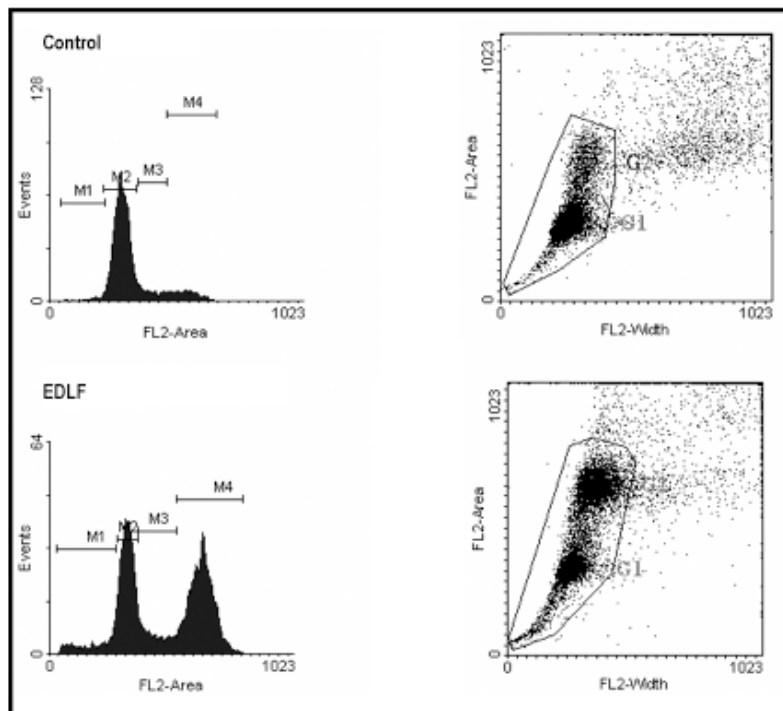 Control
128
Events
0
M1
M2
M3
M4
0
1023
FL2-Area
1023
FL2-Area
0
G1
0
1023
FL2-Width
EDLF
64
Events
0
M1
M3
M4
0
1023
FL2-Area
1023
FL2-Area
0
G1
0
1023
FL2-Width